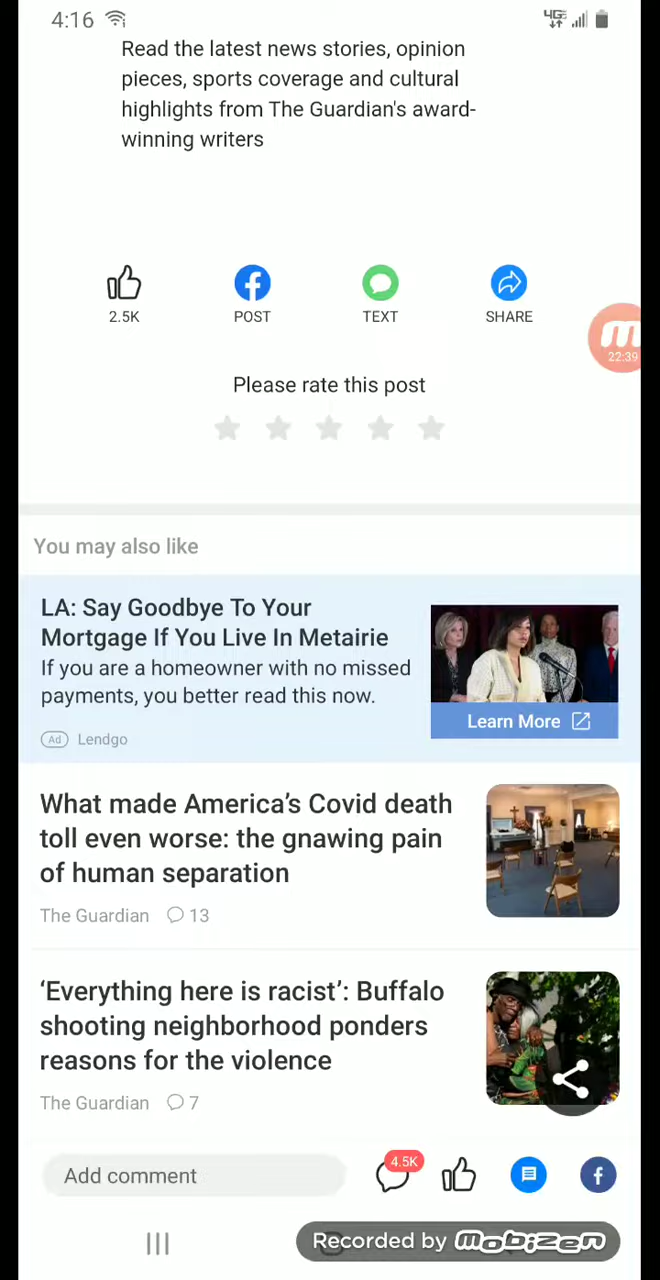 4:16
4GE
Read the latest news stories, opinion
pieces, sports coverage and cultural
highlights from The Guardian's award-
winning writers
2.5K
POST
TEXT
SHARE
22:39
Please rate this post
You may also like
LA: Say Goodbye To Your
Mortgage If You Live In Metairie
If you are a homeowner with no missed
payments, you better read this now.
Learn More
Ad Lendgo
What made America’s Covid death
toll even worse: the gnawing pain
of human separation
The Guardian 13
‘Everything here is racist’: Buffalo
shooting neighborhood ponders
reasons for the violence
The Guardian 7
Add comment
4.5K
Recorded by mobizen